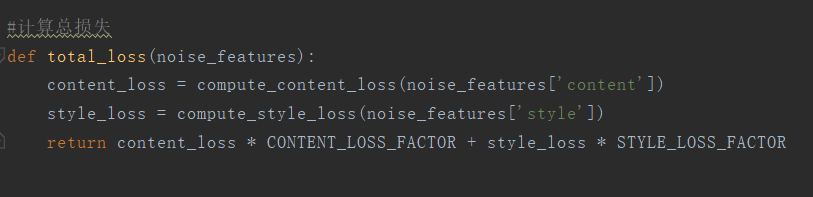 #计算总损失
def total_loss(noise_features):
    content_loss = compute_content_loss(noise_features['content'])
    style_loss = compute_style_loss(noise_features['style'])
    return content_loss * CONTENT_LOSS_FACTOR + style_loss * STYLE_LOSS_FACTOR